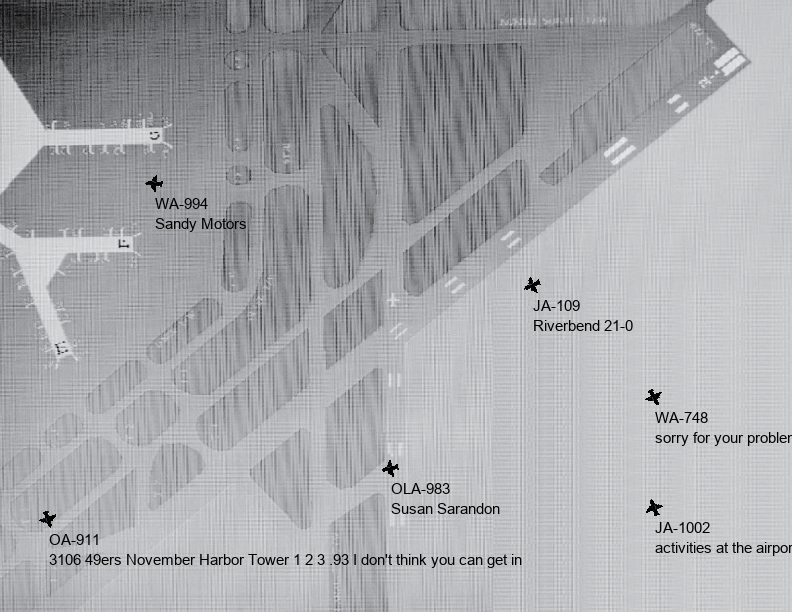 WA-994
Sandy Motors
JA-109
Riverbend 21-0
WA-748
sorry for your probler
OLA-983
Susan Sarandon
JA-1002
activities at the airpor
OA-911
3106 49ers November Harbor Tower 1 2 3 .93 I don't think you can get in